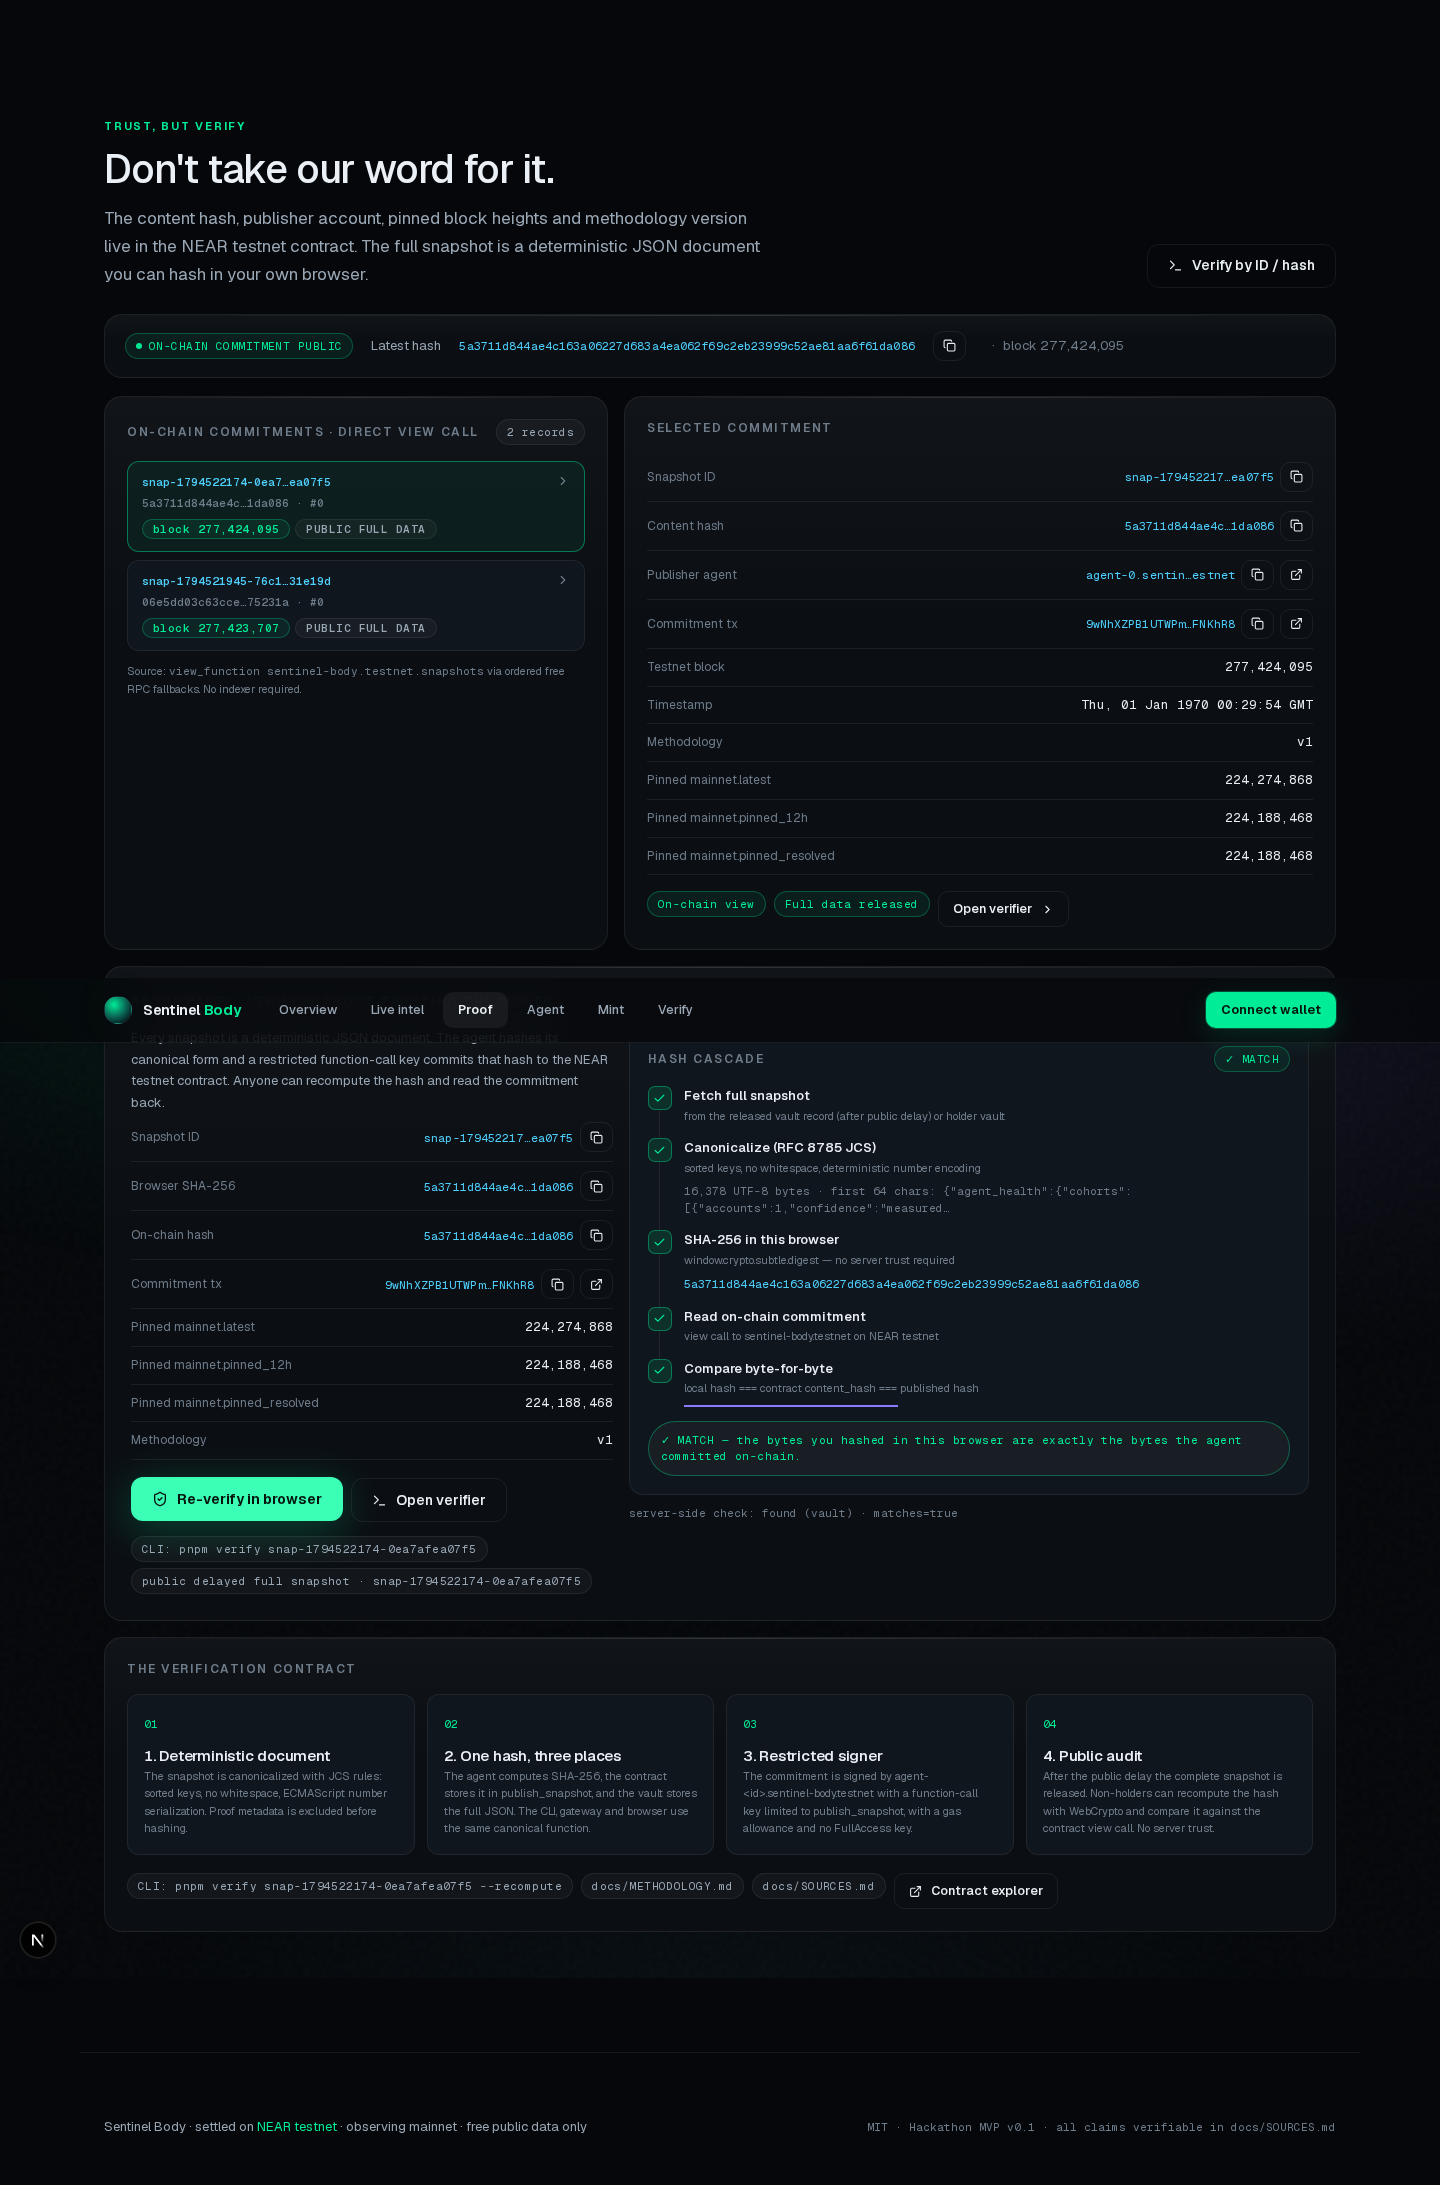 TRUST, BUT VERIFY
Don't take our word for it.
The content hash, publisher account, pinned block heights and methodology version
live in the NEAR testnet contract. The full snapshot is a deterministic JSON document
you can hash in your own browser.
Verify by ID / hash
ON-CHAIN COMMITMENT PUBLIC
Latest hash
5a3711d844ae4c163a06227d683a4ea062f69c2eb23999c52ae81aa6f61da086
· block 277,424,095
ON-CHAIN COMMITMENTS · DIRECT VIEW CALL
2 records
snap-1794522174-0ea7…ea07f5
5a3711d844ae4c…1da086 · #0
block 277,424,095
PUBLIC FULL DATA
snap-1794521945-76c1…31e19d
06e5dd03c63cce…75231a · #0
block 277,423,707
PUBLIC FULL DATA
Source: view_function sentinel-body.testnet.snapshots via ordered free
RPC fallbacks. No indexer required.
SELECTED COMMITMENT
Snapshot ID
snap-179452217…ea07f5
Content hash
5a3711d844ae4c…1da086
Publisher agent
agent-0.sentin…estnet
Commitment tx
9wNhXZPB1UTWPm…FNKhR8
Testnet block
277,424,095
Timestamp
Thu, 01 Jan 1970 00:29:54 GMT
Methodology
v1
Pinned mainnet.latest
224,274,868
Pinned mainnet.pinned_12h
224,188,468
Pinned mainnet.pinned_resolved
224,188,468
On-chain view
Full data released
Open verifier
Sentinel Body
Overview
Live intel
Proof
Agent
Mint
Verify
Connect wallet
Every snapshot is a deterministic JSON document. The agent hashes its
canonical form and a restricted function-call key commits that hash to the NEAR
testnet contract. Anyone can recompute the hash and read the commitment
back.
Snapshot ID
snap-179452217…ea07f5
Browser SHA-256
5a3711d844ae4c…1da086
On-chain hash
5a3711d844ae4c…1da086
Commitment tx
9wNhXZPB1UTWPm…FNKhR8
Pinned mainnet.latest
224,274,868
Pinned mainnet.pinned_12h
224,188,468
Pinned mainnet.pinned_resolved
224,188,468
Methodology
v1
Re-verify in browser
Open verifier
CLI: pnpm verify snap-1794522174-0ea7afea07f5
public delayed full snapshot · snap-1794522174-0ea7afea07f5
HASH CASCADE
✓ MATCH
Fetch full snapshot
from the released vault record (after public delay) or holder vault
Canonicalize (RFC 8785 JCS)
sorted keys, no whitespace, deterministic number encoding
16,378 UTF-8 bytes · first 64 chars: {"agent_health":{"cohorts":
[{"accounts":1,"confidence":"measured…
SHA-256 in this browser
window.crypto.subtle.digest — no server trust required
5a3711d844ae4c163a06227d683a4ea062f69c2eb23999c52ae81aa6f61da086
Read on-chain commitment
view call to sentinel-body.testnet on NEAR testnet
Compare byte-for-byte
local hash === contract content_hash === published hash
✓ MATCH — the bytes you hashed in this browser are exactly the bytes the agent
committed on-chain.
server-side check: found (vault) · matches=true
THE VERIFICATION CONTRACT
01
1. Deterministic document
The snapshot is canonicalized with JCS rules:
sorted keys, no whitespace, ECMAScript number
serialization. Proof metadata is excluded before
hashing.
02
2. One hash, three places
The agent computes SHA-256, the contract
stores it in publish_snapshot, and the vault stores
the full JSON. The CLI, gateway and browser use
the same canonical function.
03
3. Restricted signer
The commitment is signed by agent-
<id>.sentinel-body.testnet with a function-call
key limited to publish_snapshot, with a gas
allowance and no FullAccess key.
04
4. Public audit
After the public delay the complete snapshot is
released. Non-holders can recompute the hash
with WebCrypto and compare it against the
contract view call. No server trust.
CLI: pnpm verify snap-1794522174-0ea7afea07f5 --recompute
docs/METHODOLOGY.md
docs/SOURCES.md
Contract explorer
N
Sentinel Body · settled on NEAR testnet · observing mainnet · free public data only
MIT · Hackathon MVP v0.1 · all claims verifiable in docs/SOURCES.md